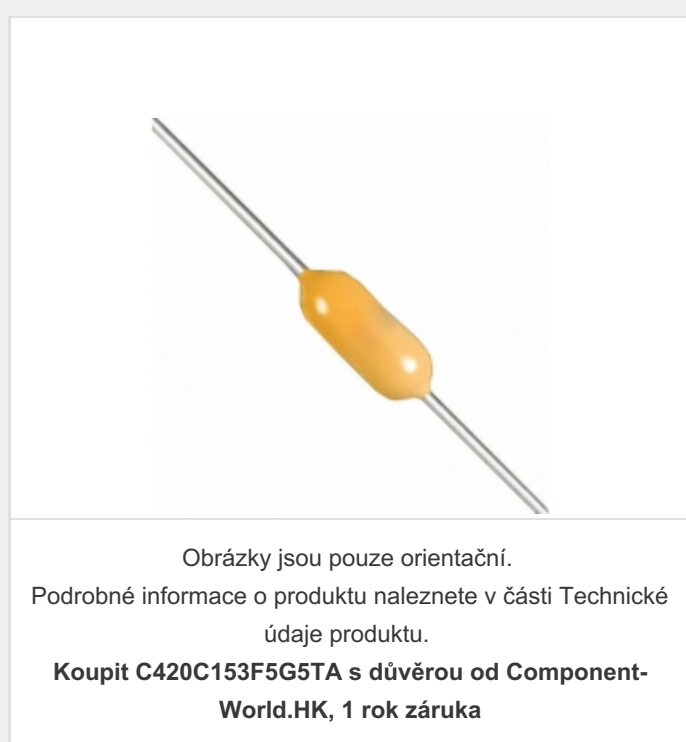 Obrázky jsou pouze orientační.
Podrobné informace o produktu naleznete v části Technické
údaje produktu.
Koupit C420C153F5G5TA s důvěrou od Component-
World.HK, 1 rok záruka